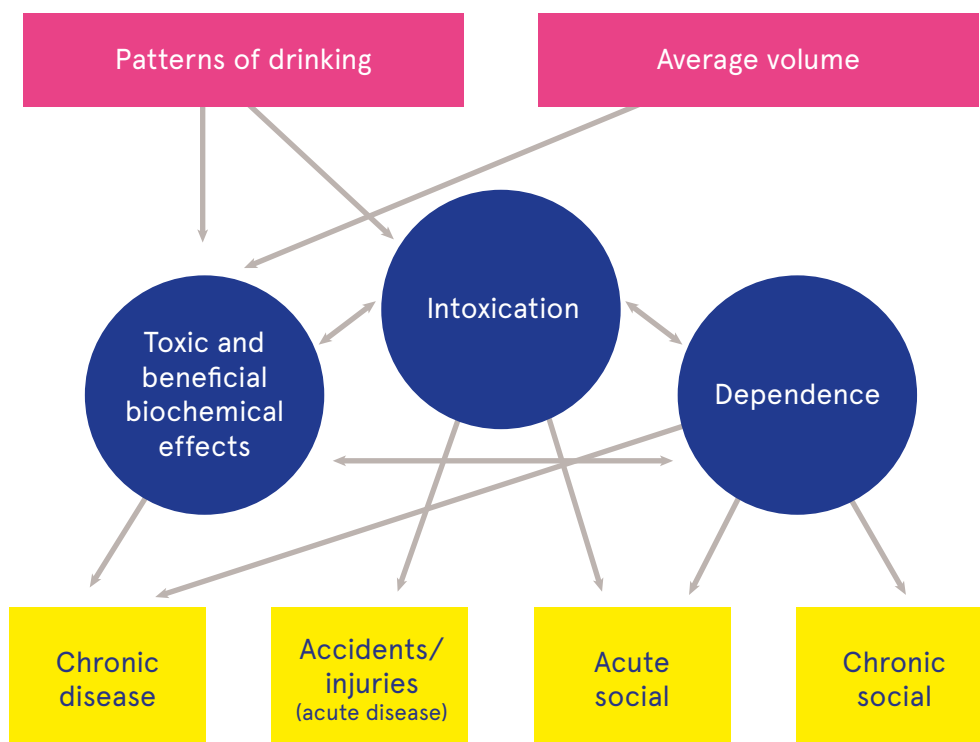 Patterns of drinking
Average volume
Intoxication
Toxic and
beneficial
biochemical
effects
Dependence
Chronic
disease
Accidents/
injuries
(acute disease)
Acute
social
Chronic
social